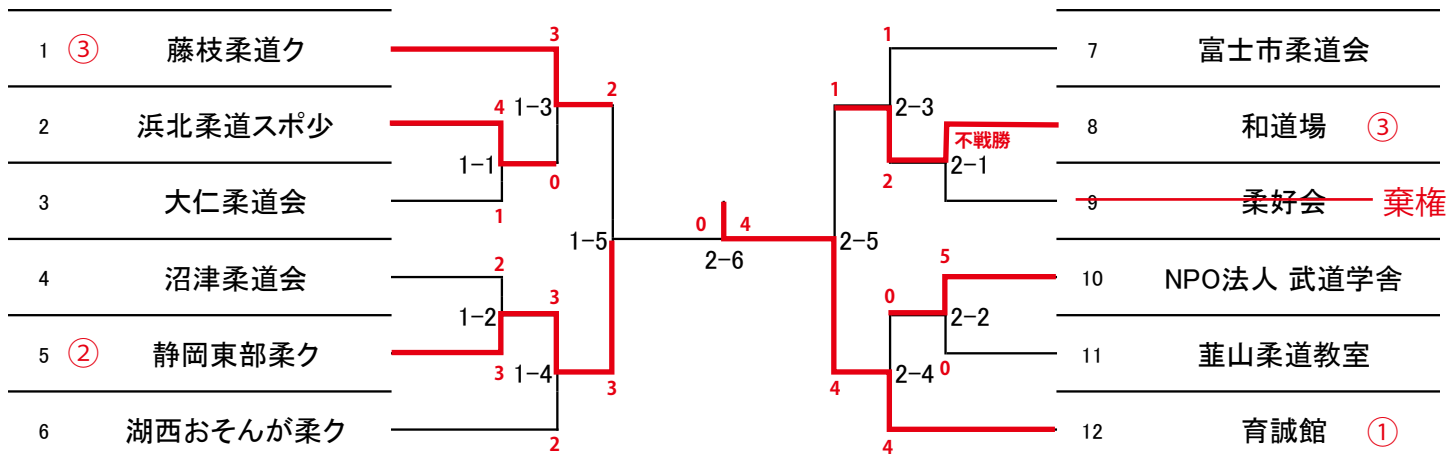 1 ③ 藤枝柔道ク
2 浜北柔道スポ少
3 大仁柔道会
4 沼津柔道会
5 ② 静岡東部柔ク
6 湖西おそんが柔ク
3
4
1-3
2
1-1
0
1
1-5
2
3
1-2
3
1-4
3
2
0 4
2-6
1
1
2-3
不戦勝
2
2-1
2-5
5
0
2-2
2-4
0
4
4
7 富士市柔道会
8 和道場 ③
9 柔好会 棄権
10 NPO法人 武道学舎
11 韮山柔道教室
12 育誠館 ①